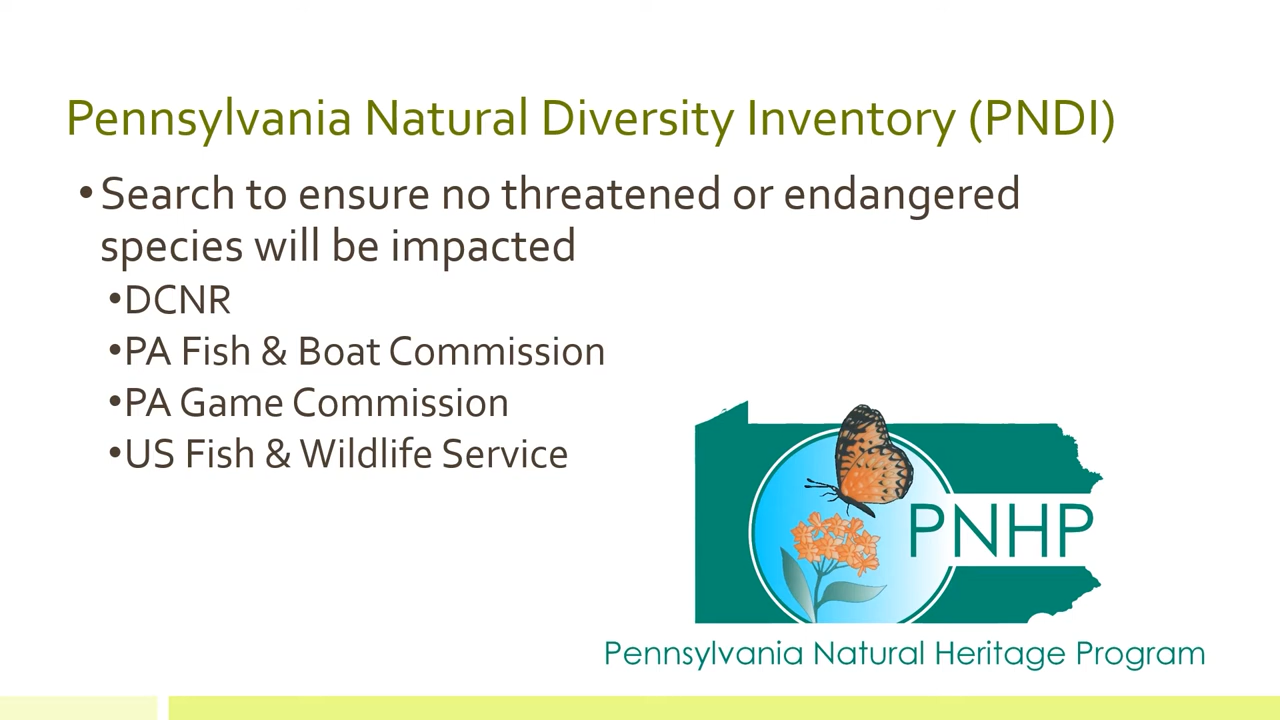 Pennsylvania Natural Diversity Inventory (PNDI)
•Search to ensure no threatened or endangered
species will be impacted
•DCNR
•PA Fish & Boat Commission
•PA Game Commission
•US Fish & Wildlife Service
PNHP
Pennsylvania Natural Heritage Program